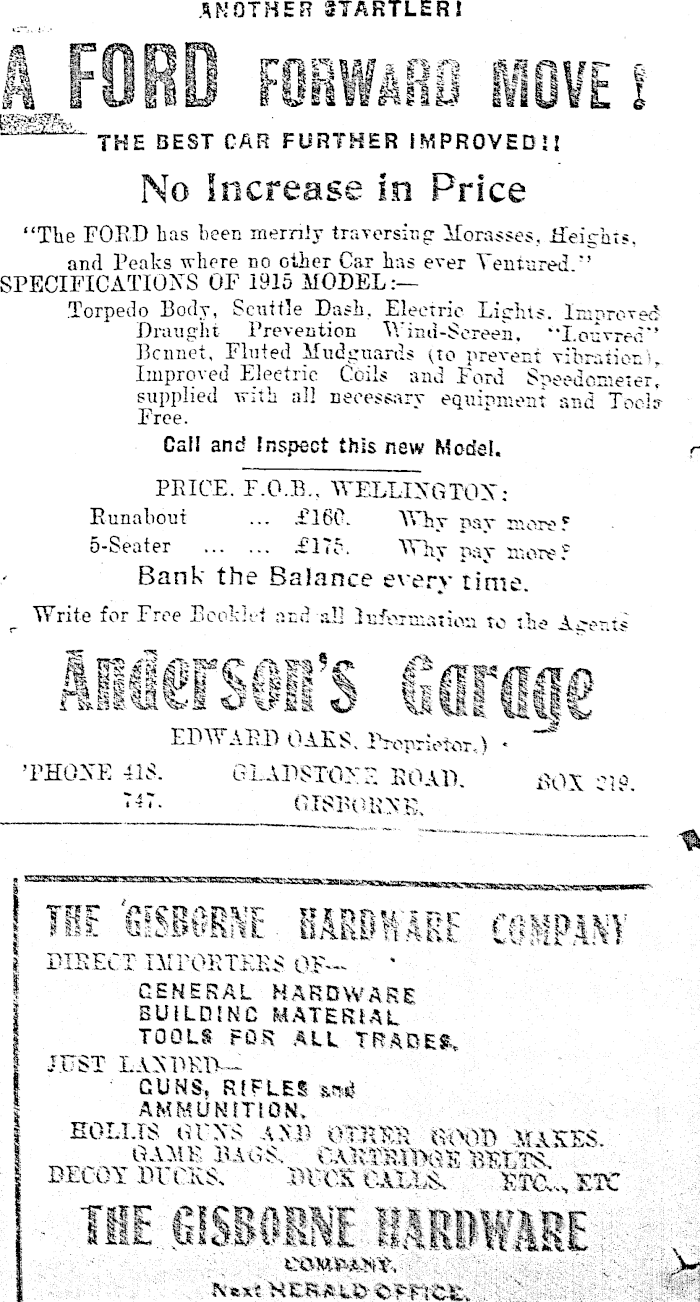 ANOTHER STARTLER!
A FORD FORWARD MOVE!
THE BEST CAR FURTHER IMPROVED!!
No Increase in Price
"The FORD has been merrily traversing Morasses, Heights,
and Peaks where no other Car has ever Ventured."
SPECIFICATIONS OF 1915 MODEL:—
Torpedo Body, Scuttle Dash, Electric Lights, Improved
Draught Prevention Wind-Screen, "Louvred"
Bonnet, Fluted Mudguards (to prevent vibration),
Improved Electric Coils and Ford Speedometer,
supplied with all necessary equipment and Tools
Free.
Call and Inspect this new Model.
PRICE, F.O.B., WELLINGTON:
Runabout ... £160. Why pay more?
5-Seater ... ... £175. Why pay more?
Bank the Balance every time.
Write for Free Booklet and all Information to the Agents
Anderson's Garage
EDWARD OAKS, Proprietor.)
'PHONE 418. GLADSTONE ROAD, BOX 219.
747. GISBORNE.
THE GISBORNE HARDWARE COMPANY
DIRECT IMPORTERS OF—
GENERAL HARDWARE
BUILDING MATERIAL
TOOLS FOR ALL TRADES.
JUST LANDED—
GUNS, RIFLES and
AMMUNITION.
HOLLIS GUNS AND OTHER GOOD MAKES.
GAME BAGS. CARTRIDGE BELTS.
DECOY DUCKS. DUCK CALLS. ETC.., ETC
THE GISBORNE HARDWARE
COMPANY.
Next HERALD OFFICE.